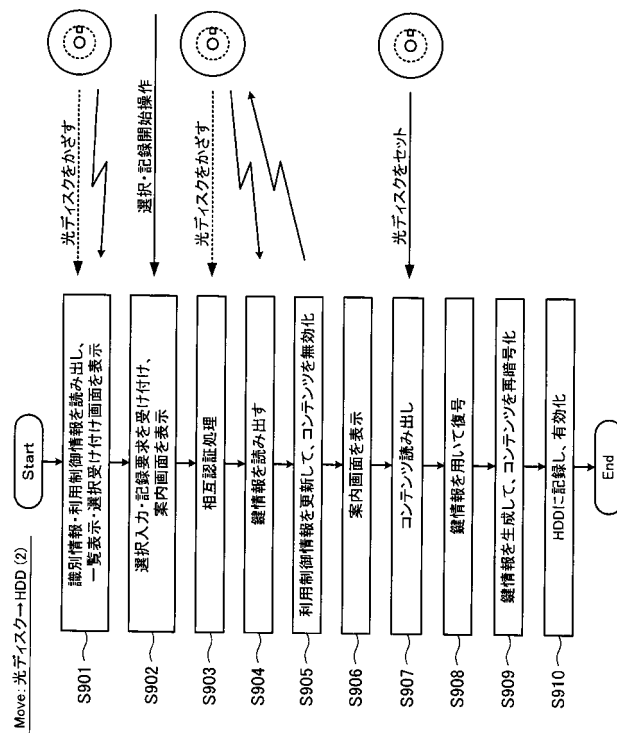 Move: 光ディスク→HDD (2)
Start
S901
識別情報・利用制御情報を読み出し、
一覧表示・選択受け付け画面を表示
光ディスクをかざす
S902
選択入力・記録要求を受け付け、
案内画面を表示
選択・記録開始操作
S903
相互認証処理
光ディスクをかざす
S904
鍵情報を読み出す
S905
利用制御情報を更新して、コンテンツを無効化
S906
案内画面を表示
S907
コンテンツ読み出し
光ディスクをセット
S908
鍵情報を用いて復号
S909
鍵情報を生成して、コンテンツを再暗号化
S910
HDDに記録し、有効化
End